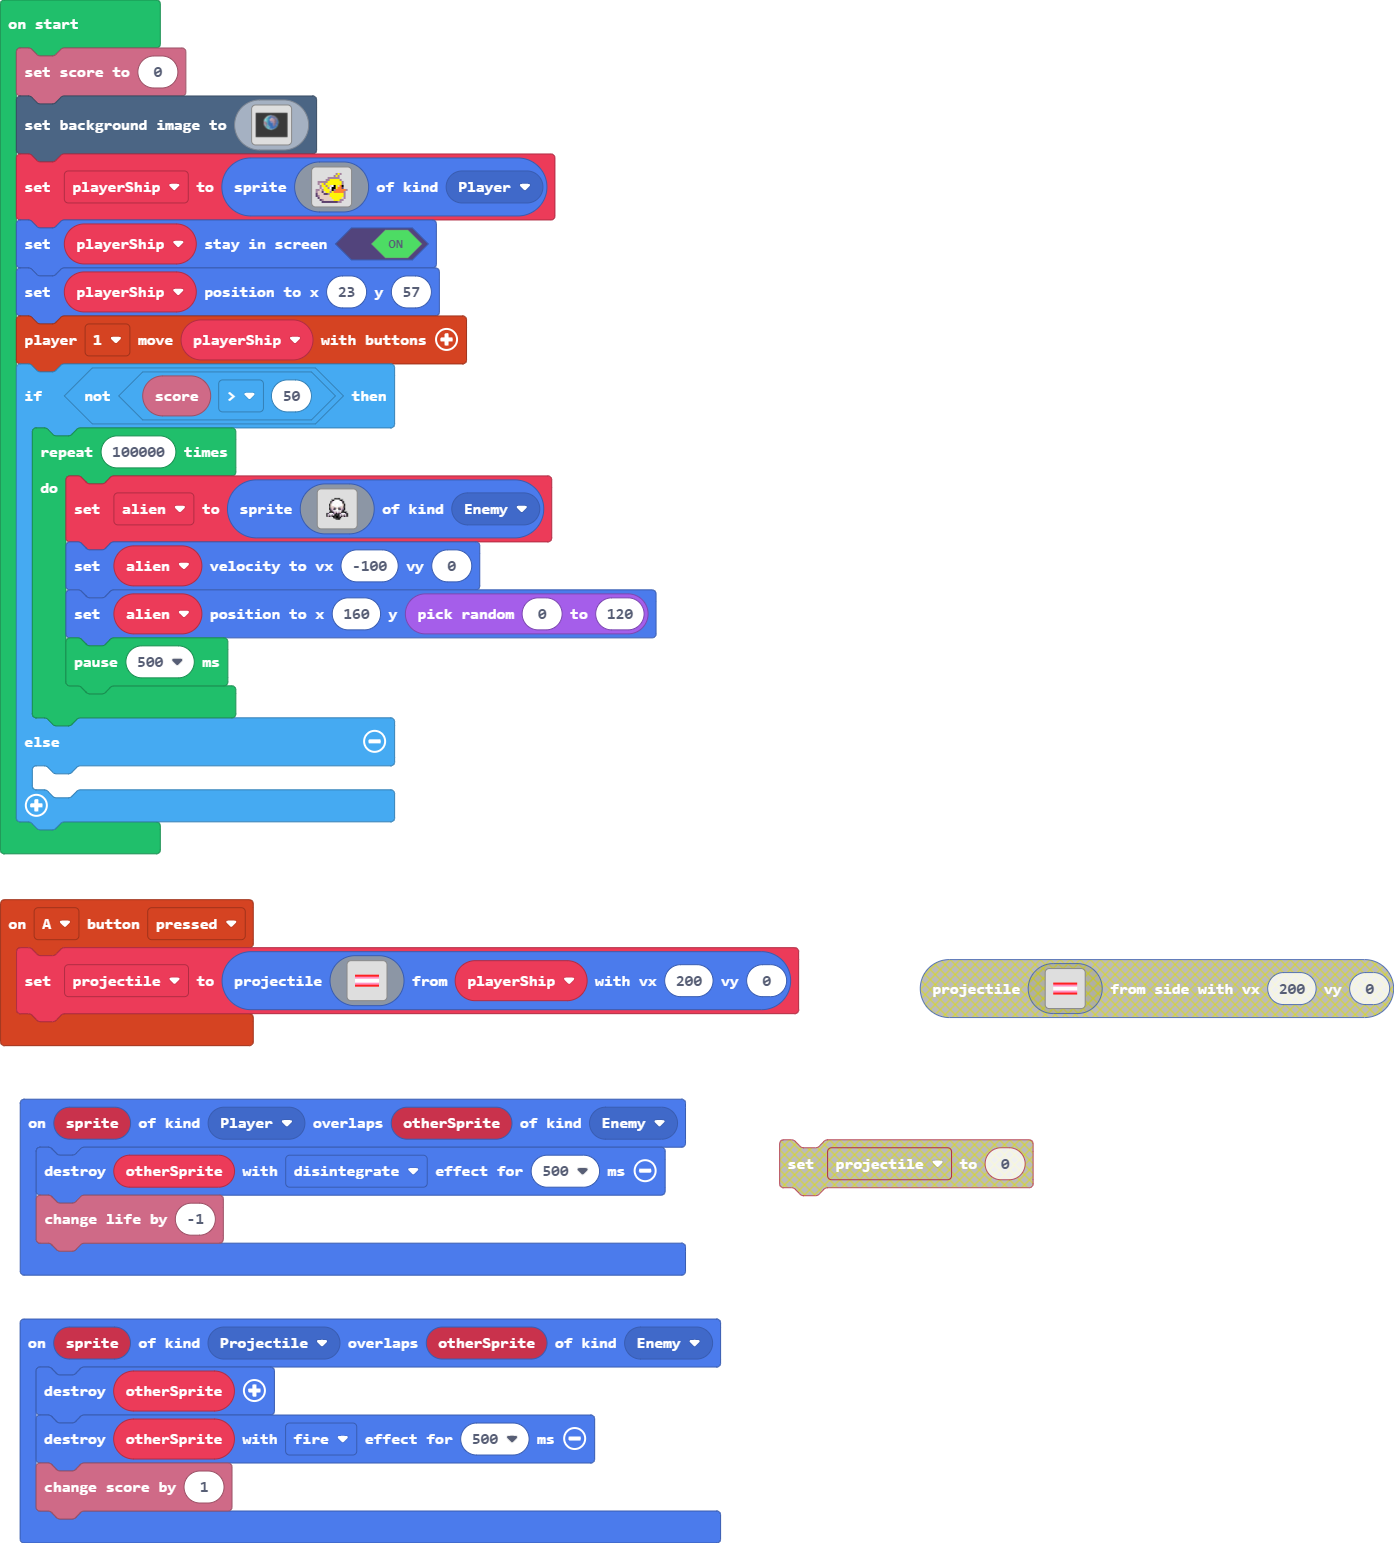 on start
set score to 0
set background image to
set playerShip to sprite of kind Player
set playerShip stay in screen ON
set playerShip position to x 23 y 57
player 1 move playerShip with buttons
if not score > 50 then
repeat 100000 times
do
set alien to sprite of kind Enemy
set alien velocity to vx -100 vy 0
set alien position to x 160 y pick random 0 to 120
pause 500 ms
else
on A button pressed
set projectile to projectile from playerShip with vx 200 vy 0
projectile from side with vx 200 vy 0
on sprite of kind Player overlaps otherSprite of kind Enemy
destroy otherSprite with disintegrate effect for 500 ms
change life by -1
set projectile to 0
on sprite of kind Projectile overlaps otherSprite of kind Enemy
destroy otherSprite
destroy otherSprite with fire effect for 500 ms
change score by 1